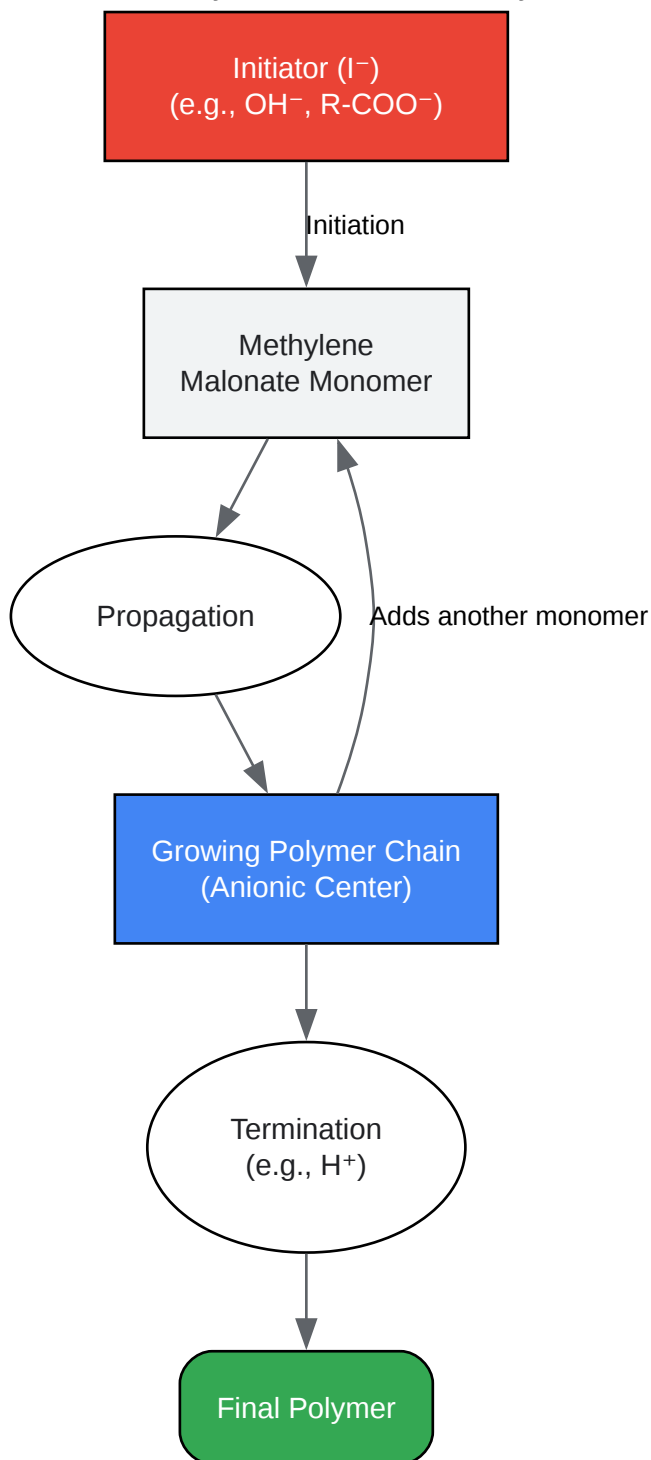 Initiator (I⁻)
(e.g., OH⁻, R-COO⁻)
Initiation
Methylene
Malonate Monomer
Propagation
Adds another monomer
Growing Polymer Chain
(Anionic Center)
Termination
(e.g., H⁺)
Final Polymer